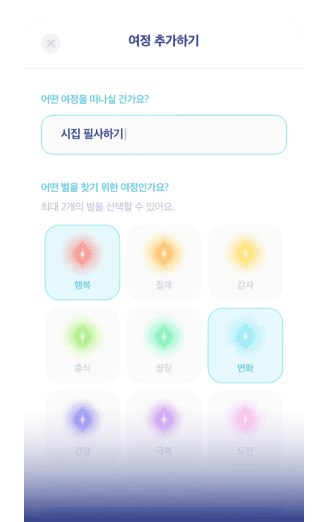 여정 추가하기
어떤 여정을 떠나실 건가요?
시집 필사하기
어떤 별을 찾기 위한 여정인가요?
최대 2개의 별을 선택할 수 있어요.
행복 절제 감사
휴식 성장 변화
건강 극복 도전